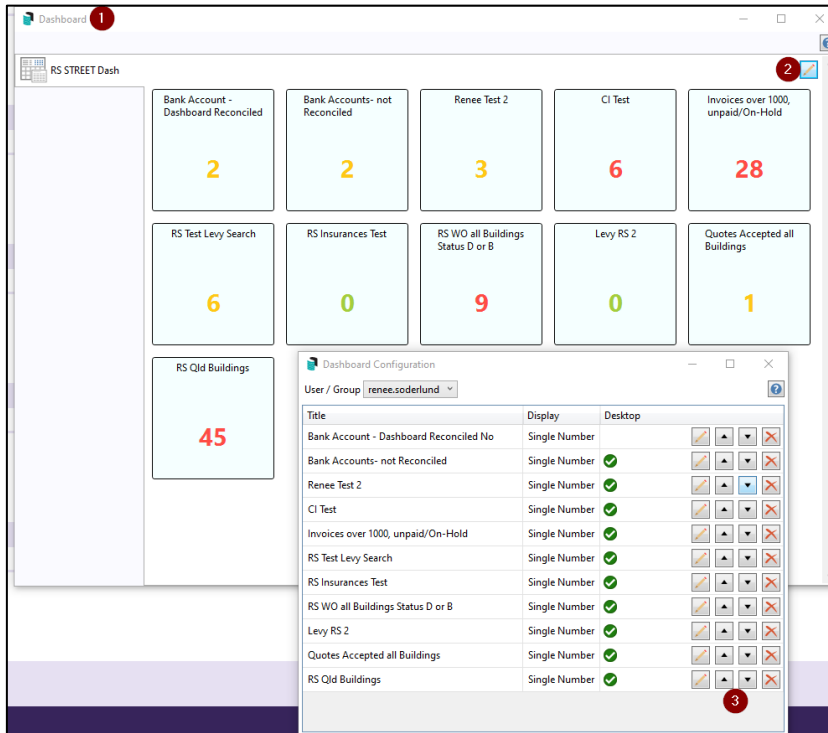 Dashboard 1
RS STREET Dash
2
Bank Account -
Dashboard Reconciled
2
Bank Accounts- not
Reconciled
2
Renee Test 2
3
CI Test
6
Invoices over 1000,
unpaid/On-Hold
28
RS Test Levy Search
6
RS Insurances Test
0
RS WO all Buildings
Status D or B
9
Levy RS 2
0
Quotes Accepted all
Buildings
1
RS Qld Buildings
45
Dashboard Configuration
User / Group renee.soderlund
?
Title Display Desktop
Bank Account - Dashboard Reconciled No Single Number
Bank Accounts- not Reconciled Single Number
Renee Test 2 Single Number
CI Test Single Number
Invoices over 1000, unpaid/On-Hold Single Number
RS Test Levy Search Single Number
RS Insurances Test Single Number
RS WO all Buildings Status D or B Single Number
Levy RS 2 Single Number
Quotes Accepted all Buildings Single Number
RS Qld Buildings Single Number
3